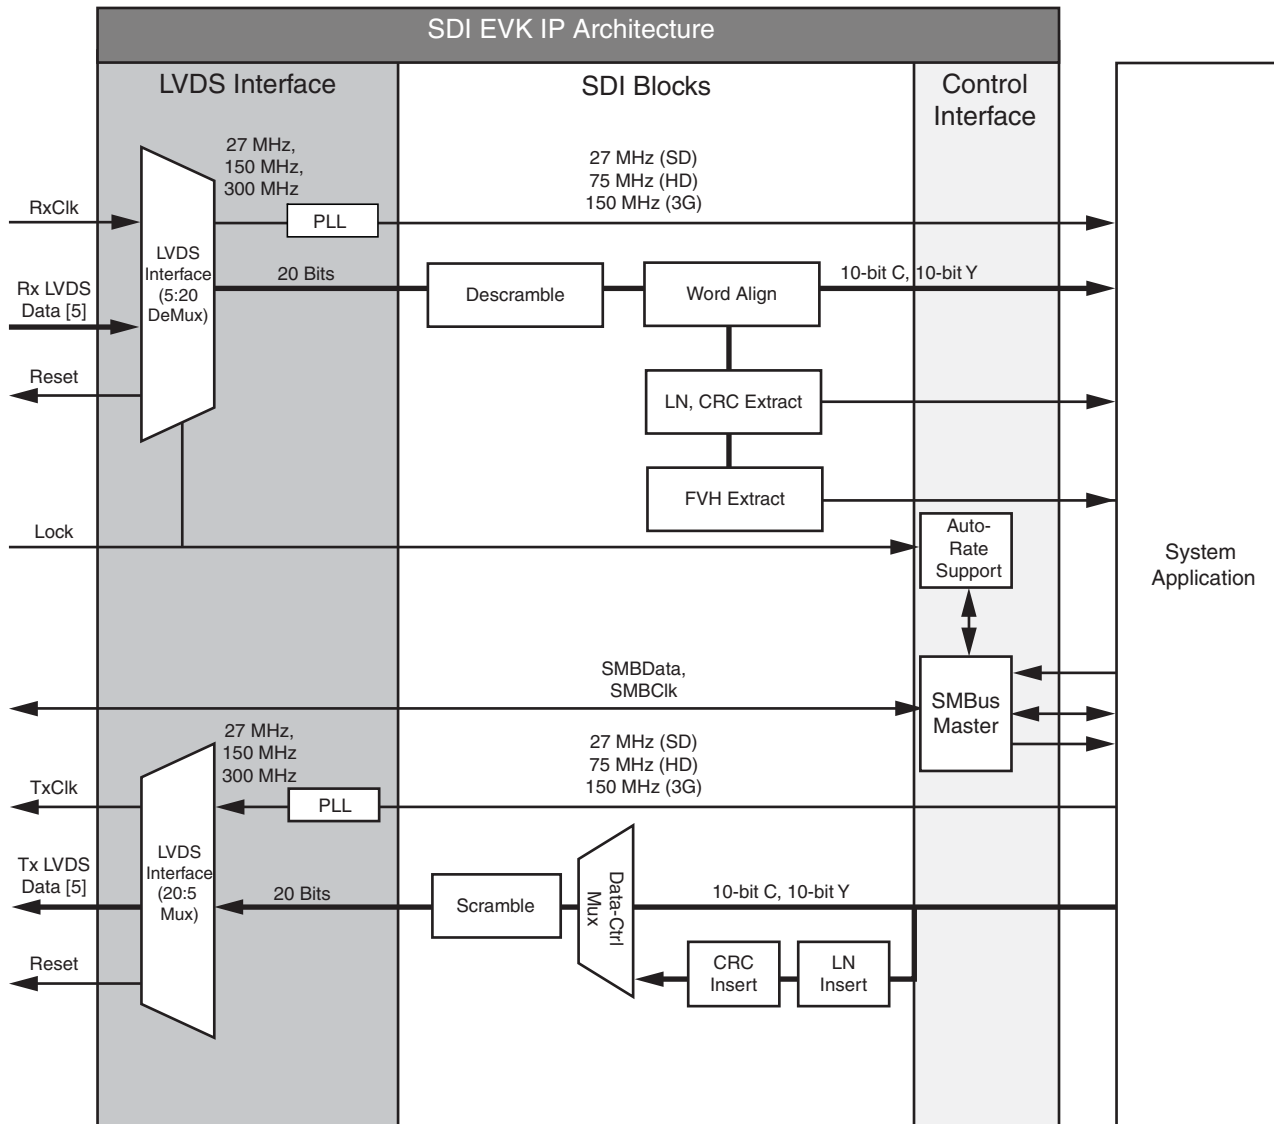 SDI EVK IP Architecture
LVDS Interface
SDI Blocks
Control
Interface
27 MHz,
150 MHz,
300 MHz
27 MHz (SD)
75 MHz (HD)
150 MHz (3G)
RxClk
PLL
LVDS
Interface
(5:20
DeMux)
Rx LVDS
Data [5]
20 Bits
Descramble
Word Align
10-bit C, 10-bit Y
Reset
LN, CRC Extract
FVH Extract
Lock
Auto-
Rate
Support
System
Application
SMBData,
SMBClk
SMBus
Master
27 MHz,
150 MHz
300 MHz
27 MHz (SD)
75 MHz (HD)
150 MHz (3G)
TxClk
PLL
LVDS
Interface
(20:5
Mux)
Tx LVDS
Data [5]
20 Bits
Scramble
Data-Ctrl
Mux
10-bit C, 10-bit Y
CRC
Insert
LN
Insert
Reset